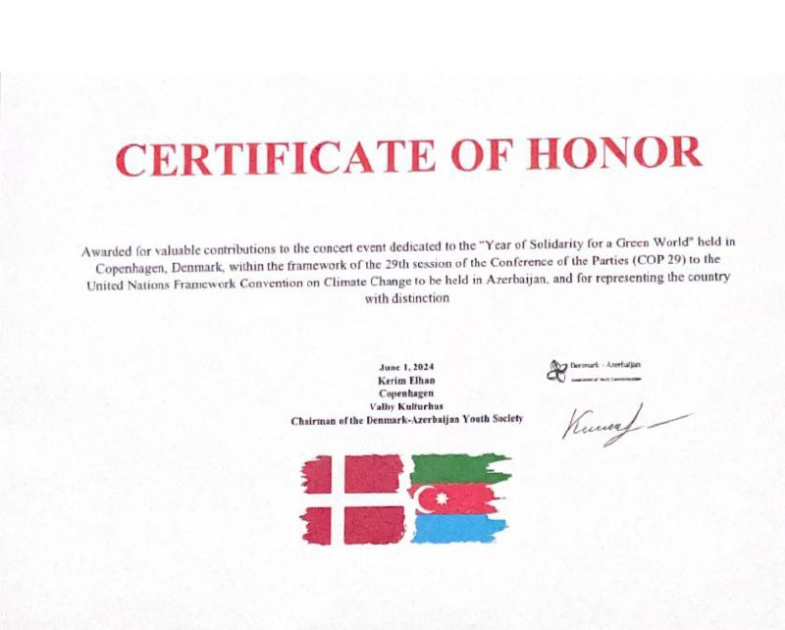 CERTIFICATE OF HONOR
Awarded for valuable contributions to the concert event dedicated to the "Year of Solidarity for a Green World" held in
Copenhagen, Denmark, within the framework of the 29th session of the Conference of the Parties (COP 29) to the
United Nations Framework Convention on Climate Change to be held in Azerbaijan, and for representing the country
with distinction
June 1, 2024
Kerim Elhan
Copenhagen
Valby Kulturhus
Chairman of the Denmark-Azerbaijan Youth Society
Denmark - Azerbaijan